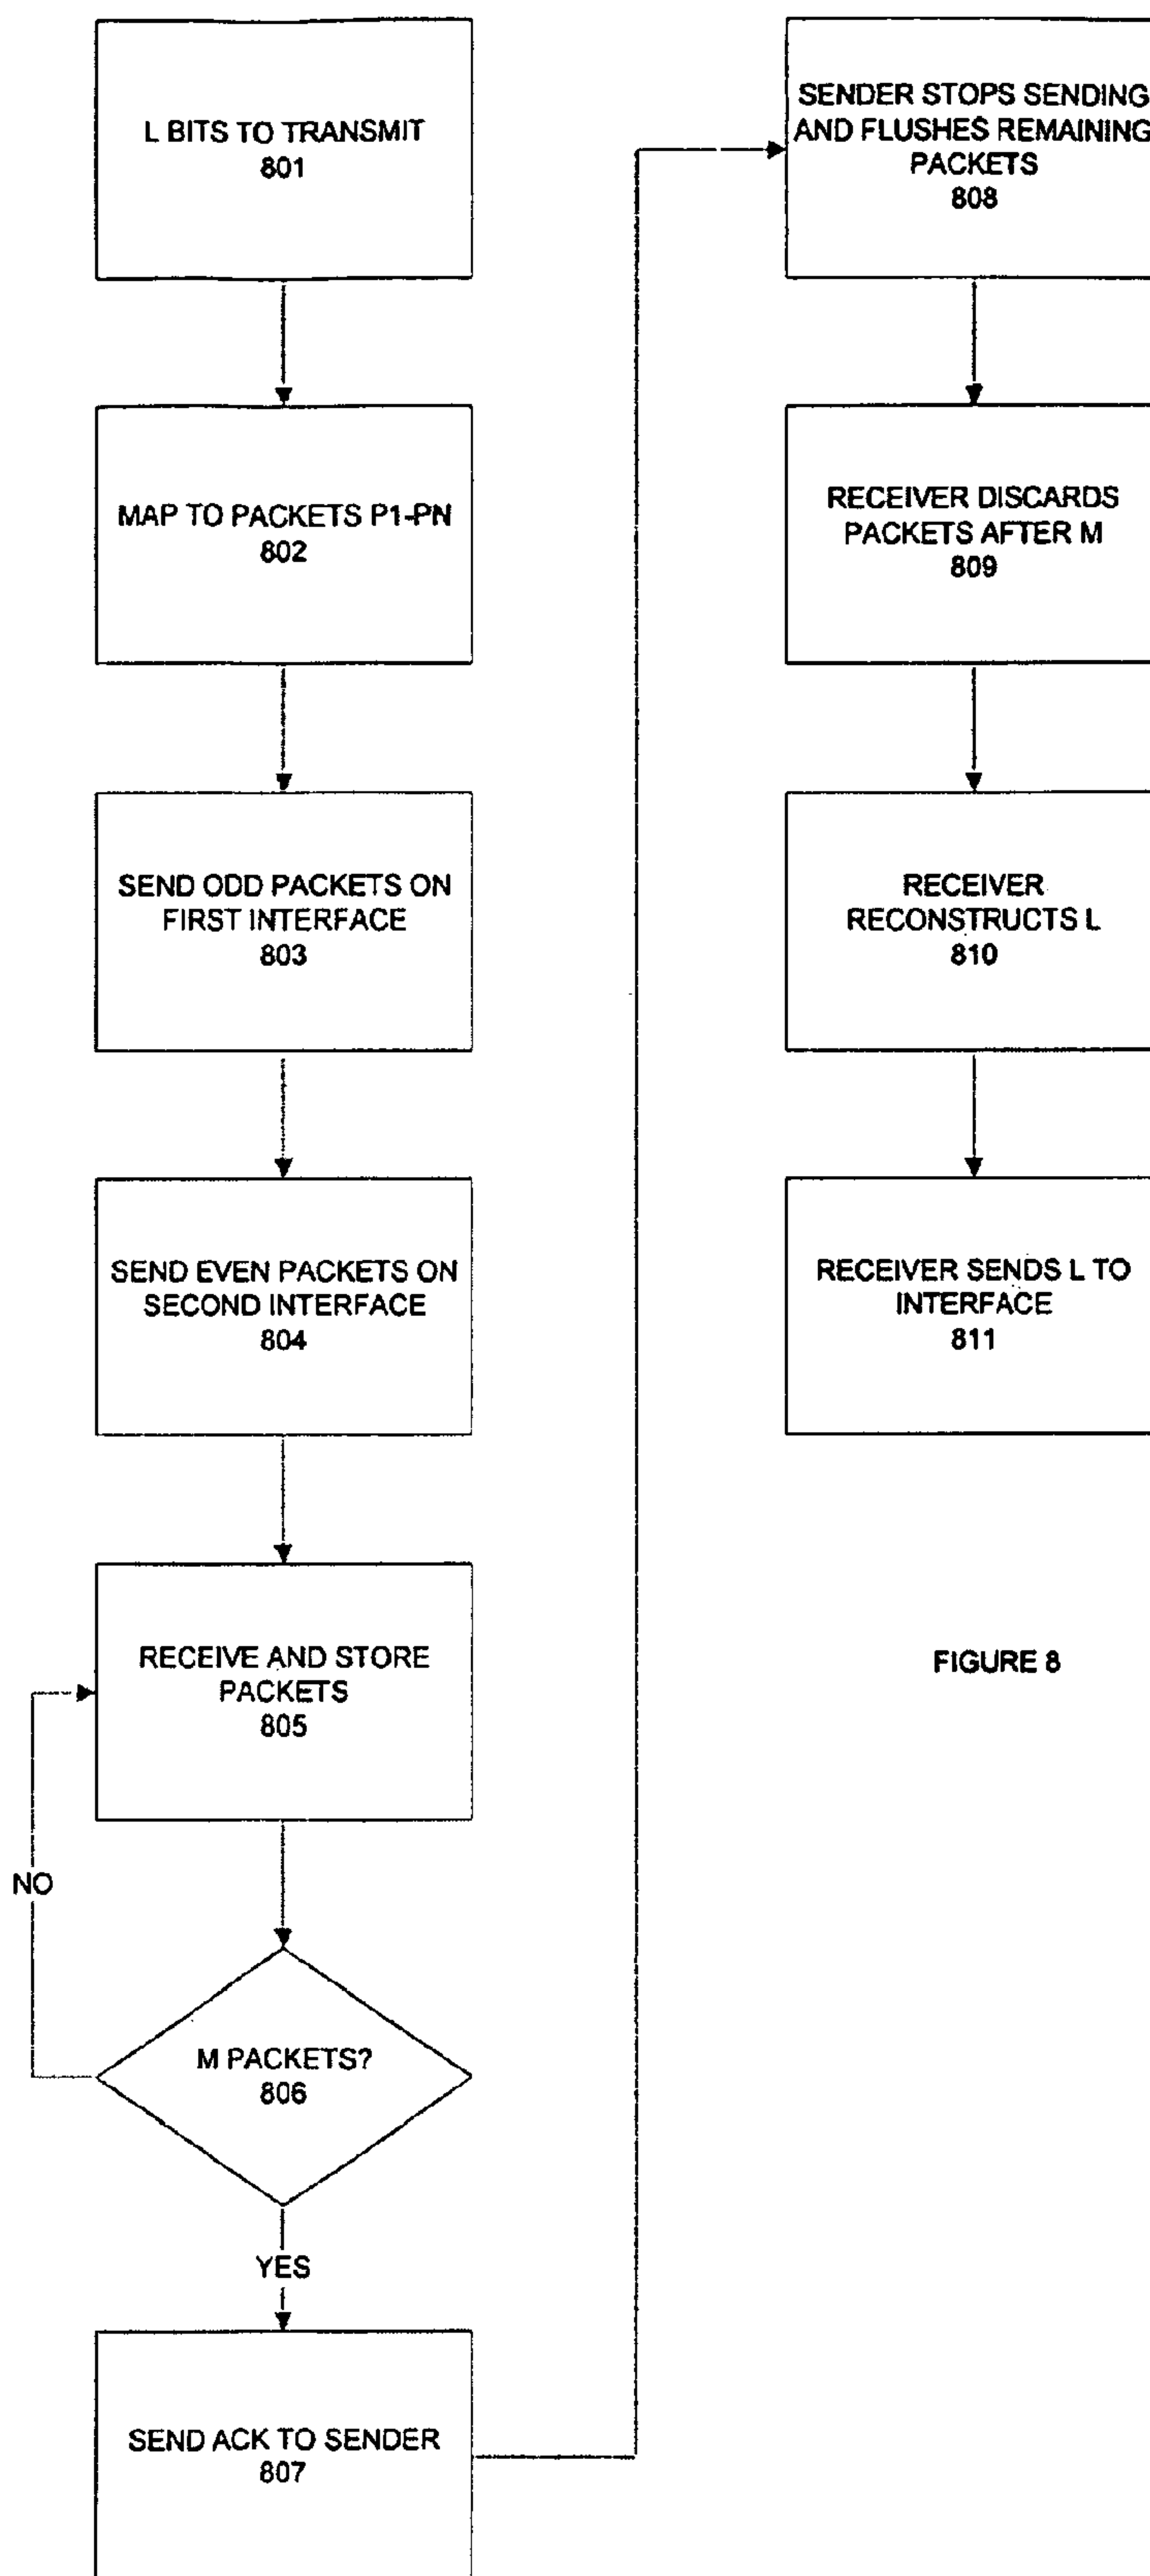 L BITS TO TRANSMIT
801
MAP TO PACKETS P1-PN
802
SEND ODD PACKETS ON
FIRST INTERFACE
803
SEND EVEN PACKETS ON
SECOND INTERFACE
804
RECEIVE AND STORE
PACKETS
805
NO
M PACKETS?
806
YES
SEND ACK TO SENDER
807
SENDER STOPS SENDING
AND FLUSHES REMAINING
PACKETS
808
RECEIVER DISCARDS
PACKETS AFTER M
809
RECEIVER
RECONSTRUCTS L
810
RECEIVER SENDS L TO
INTERFACE
811
FIGURE 8